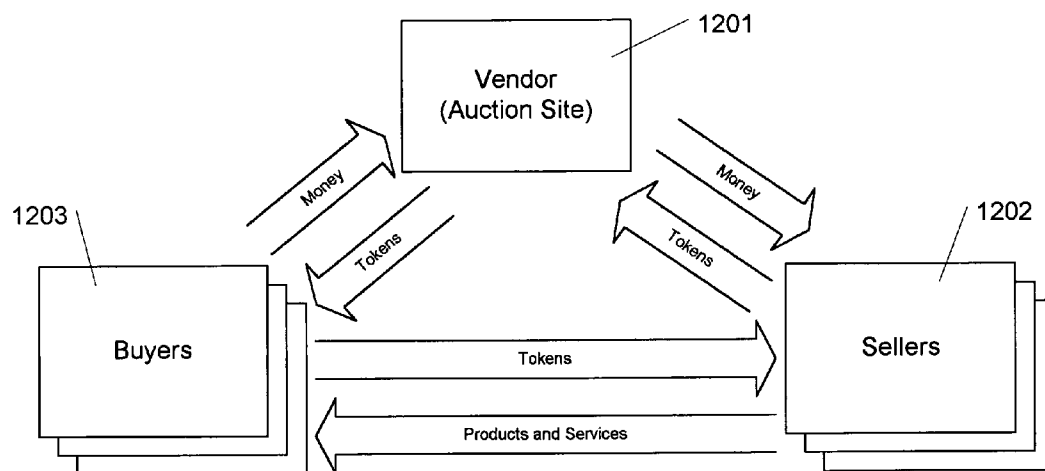 1201
Vendor
(Auction Site)
Money
Money
1203
Tokens
Tokens
1202
Buyers
Tokens
Sellers
Products and Services